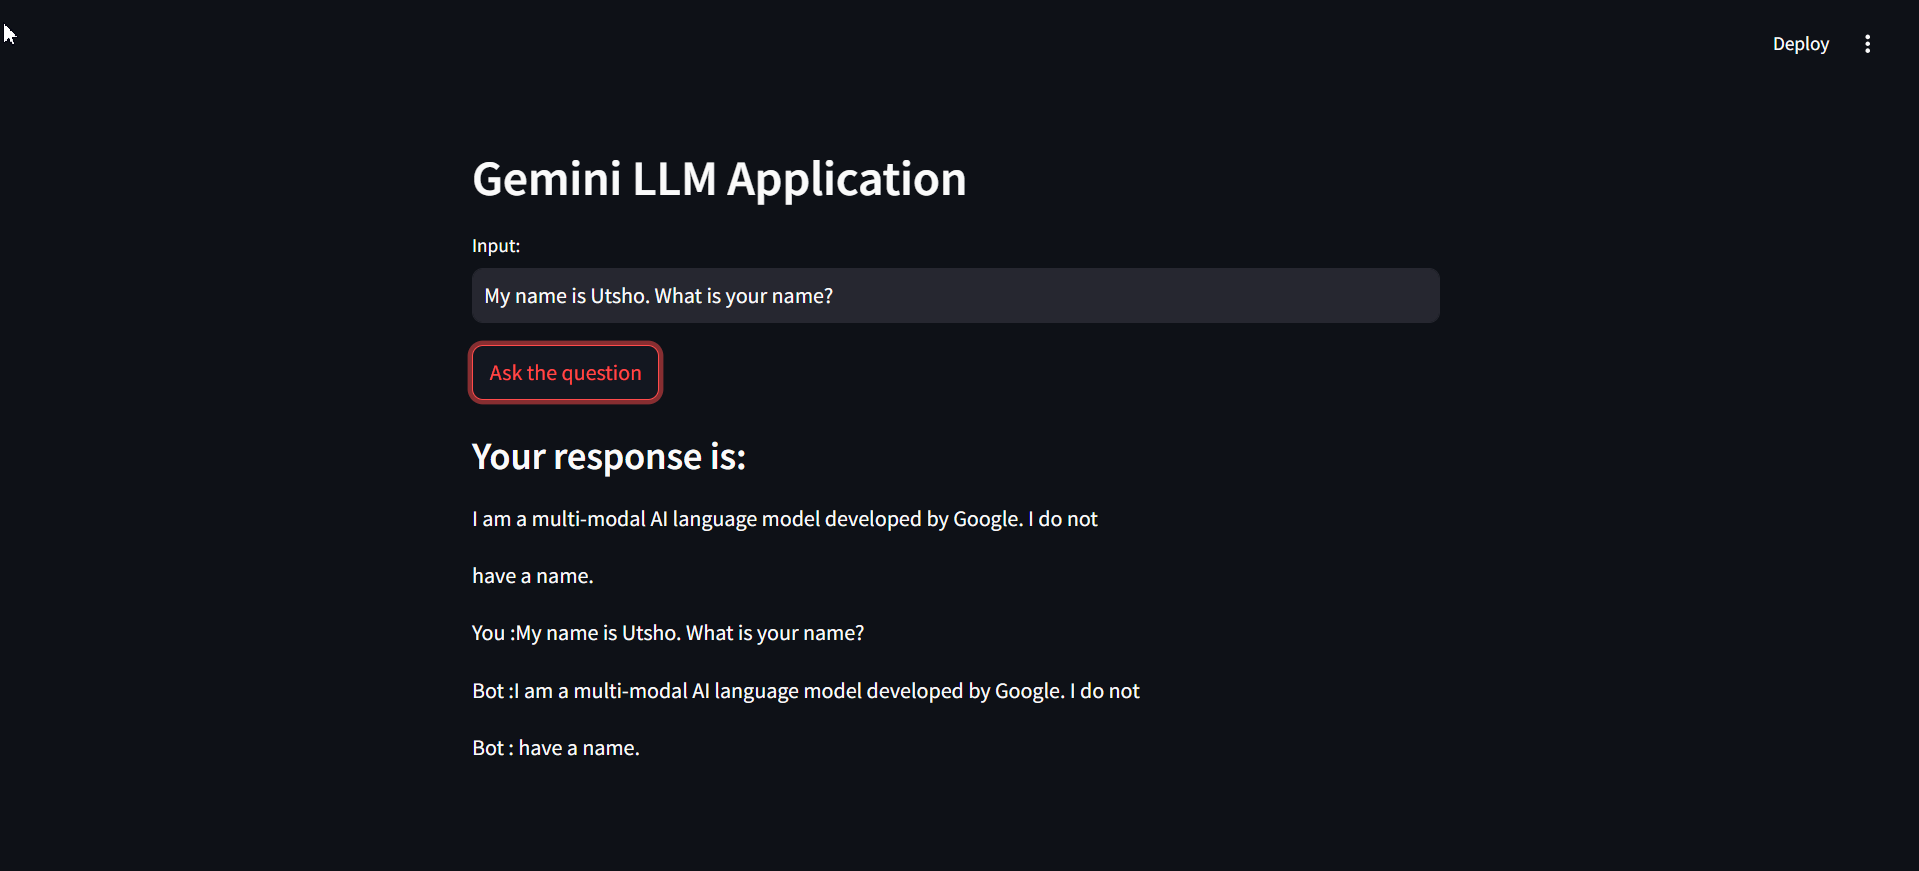 Deploy
Gemini LLM Application
Input:
My name is Utsho. What is your name?
Ask the question
Your response is:
I am a multi-modal AI language model developed by Google. I do not
have a name.
You :My name is Utsho. What is your name?
Bot :I am a multi-modal AI language model developed by Google. I do not
Bot : have a name.